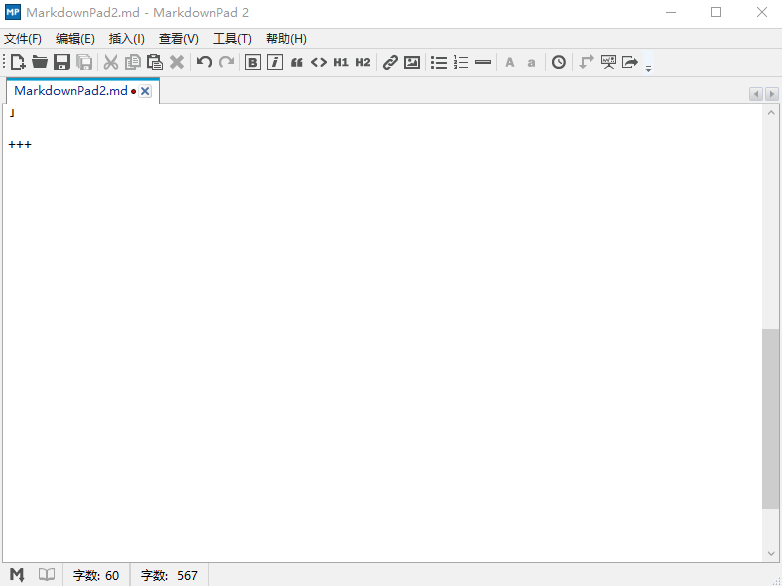 MP MarkdownPad2.md - MarkdownPad 2
文件(F) 编辑(E) 插入(I) 查看(V) 工具(T) 帮助(H)
B i “ <> H1 H2 A a
MarkdownPad2.md
+++
M 字数: 60 字数: 567